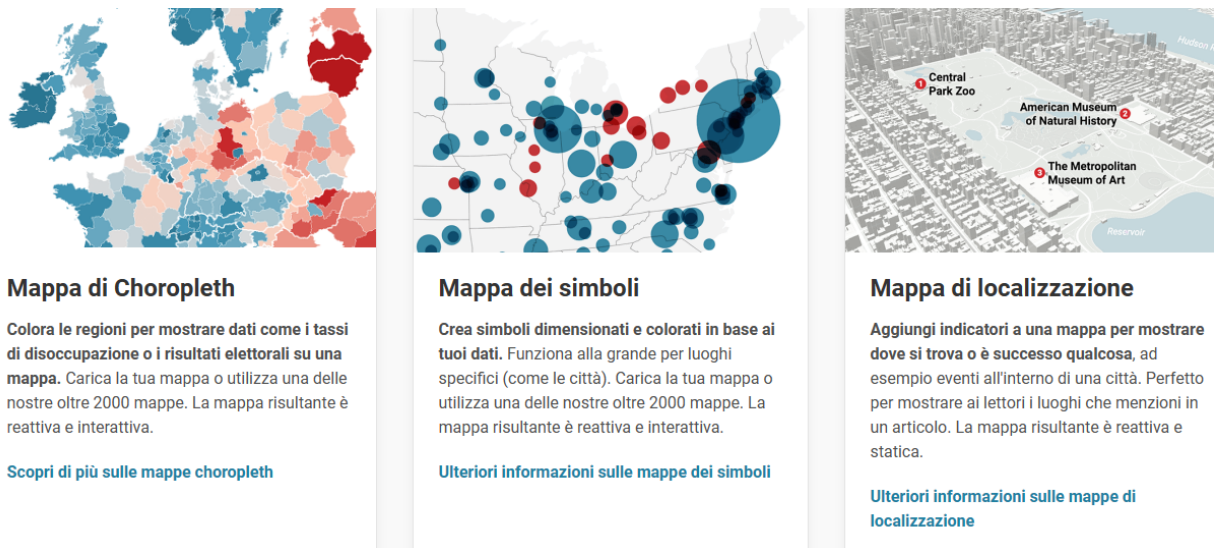 Mappa di Choropleth
Colora le regioni per mostrare dati come i tassi
di disoccupazione o i risultati elettorali su una
mappa. Carica la tua mappa o utilizza una delle
nostre oltre 2000 mappe. La mappa risultante è
reattiva e interattiva.
Scopri di più sulle mappe choropleth
Mappa dei simboli
Crea simboli dimensionati e colorati in base ai
tuoi dati. Funziona alla grande per luoghi
specifici (come le città). Carica la tua mappa o
utilizza una delle nostre oltre 2000 mappe. La
mappa risultante è reattiva e interattiva.
Ulteriori informazioni sulle mappe dei simboli
1 Central
Park Zoo
American Museum
of Natural History 2
3 The Metropolitan
Museum of Art
Hudson
Reservoir
Mappa di localizzazione
Aggiungi indicatori a una mappa per mostrare
dove si trova o è successo qualcosa, ad
esempio eventi all'interno di una città. Perfetto
per mostrare ai lettori i luoghi che menzioni in
un articolo. La mappa risultante è reattiva e
statica.
Ulteriori informazioni sulle mappe di
localizzazione